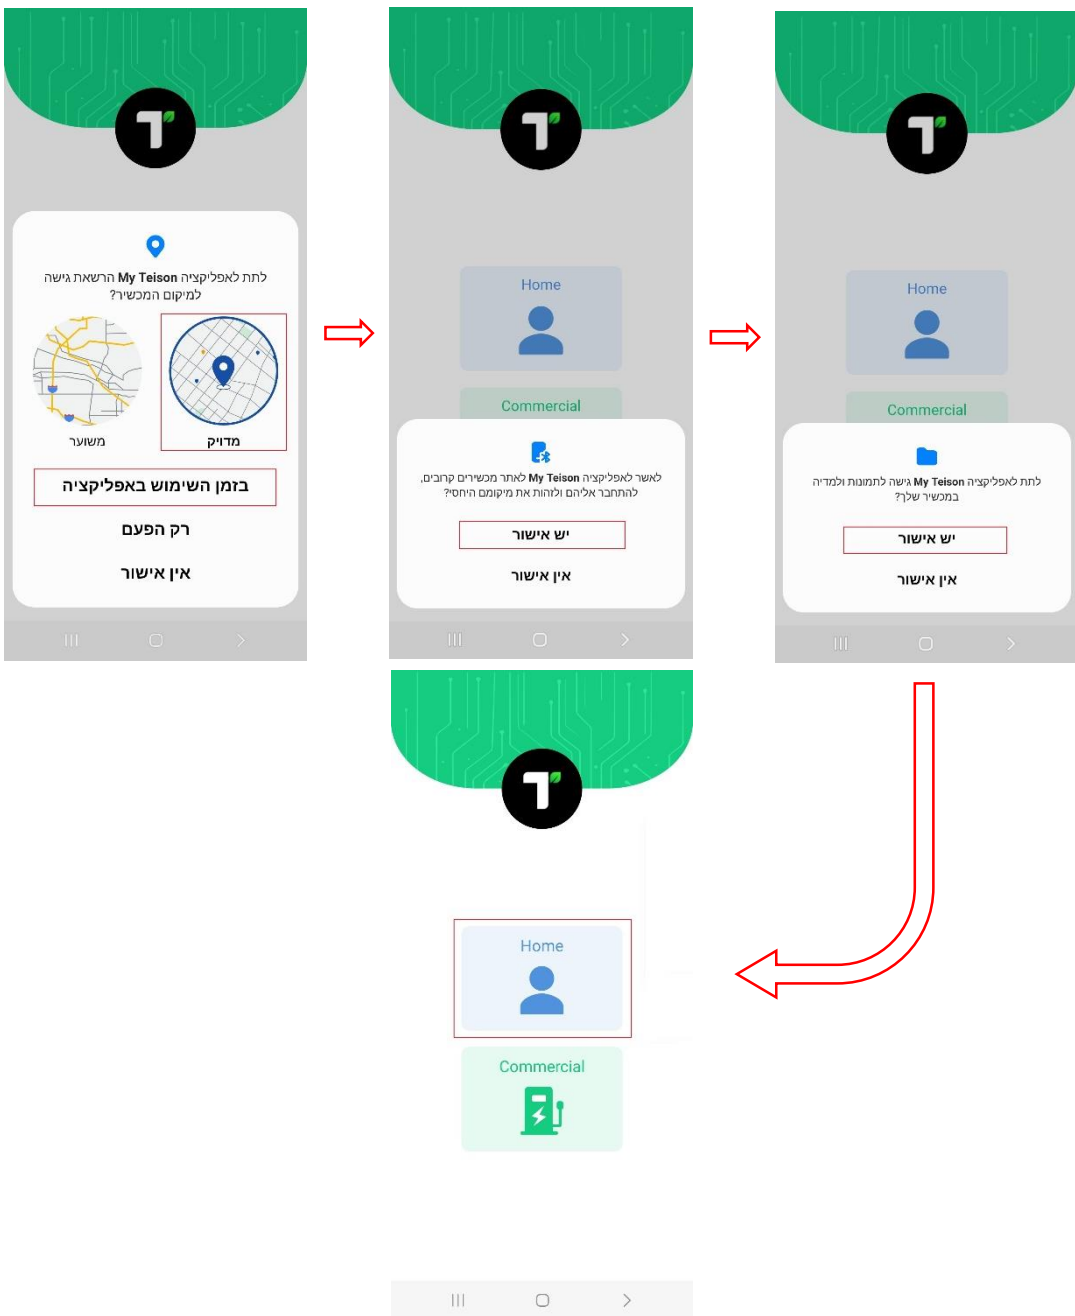 לתת לאפליקציה My Teison הרשאת גישה
למיקום המכשיר?
מדויק
משוער
בזמן השימוש באפליקציה
רק הפעם
אין אישור
Home
Commercial
לאשר לאפליקציה My Teison לאתר מכשירים קרובים,
להתחבר אליהם ולזהות את מיקומם היחסי?
יש אישור
אין אישור
Home
Commercial
לתת לאפליקציה My Teison גישה לתמונות ולמדיה
במכשיר שלך?
יש אישור
אין אישור
Home
Commercial